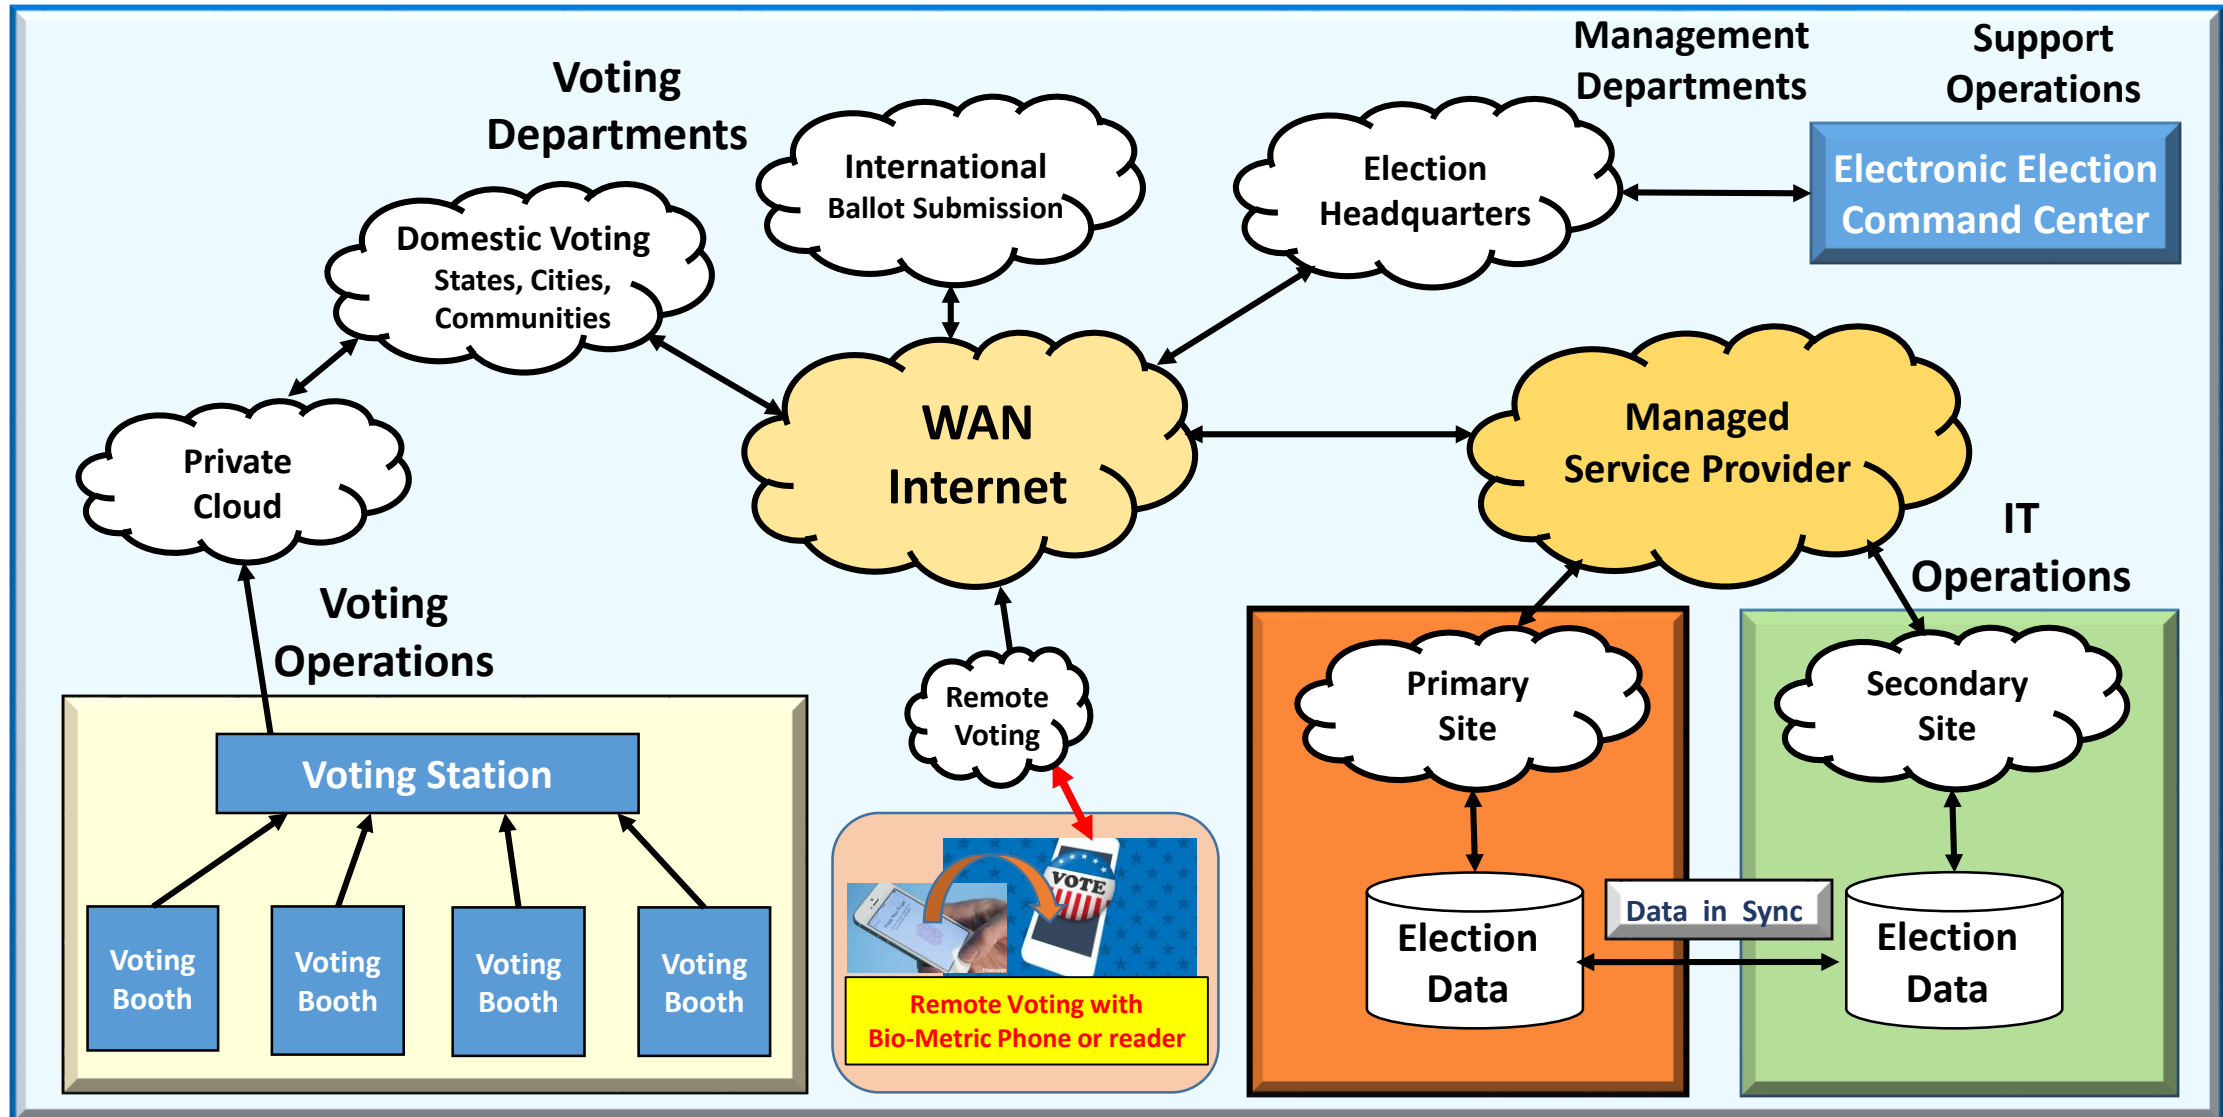 Management
Departments
Support
Operations
Voting
Departments
International
Ballot Submission
Election
Headquarters
Electronic Election
Command Center
Domestic Voting
States, Cities,
Communities
WAN
Internet
Managed
Service Provider
Private
Cloud
IT
Operations
Voting
Operations
Remote
Voting
Primary
Site
Secondary
Site
Voting Station
VOTE
Data in Sync
Election
Data
Election
Data
Voting
Booth
Voting
Booth
Voting
Booth
Voting
Booth
Remote Voting with
Bio-Metric Phone or reader